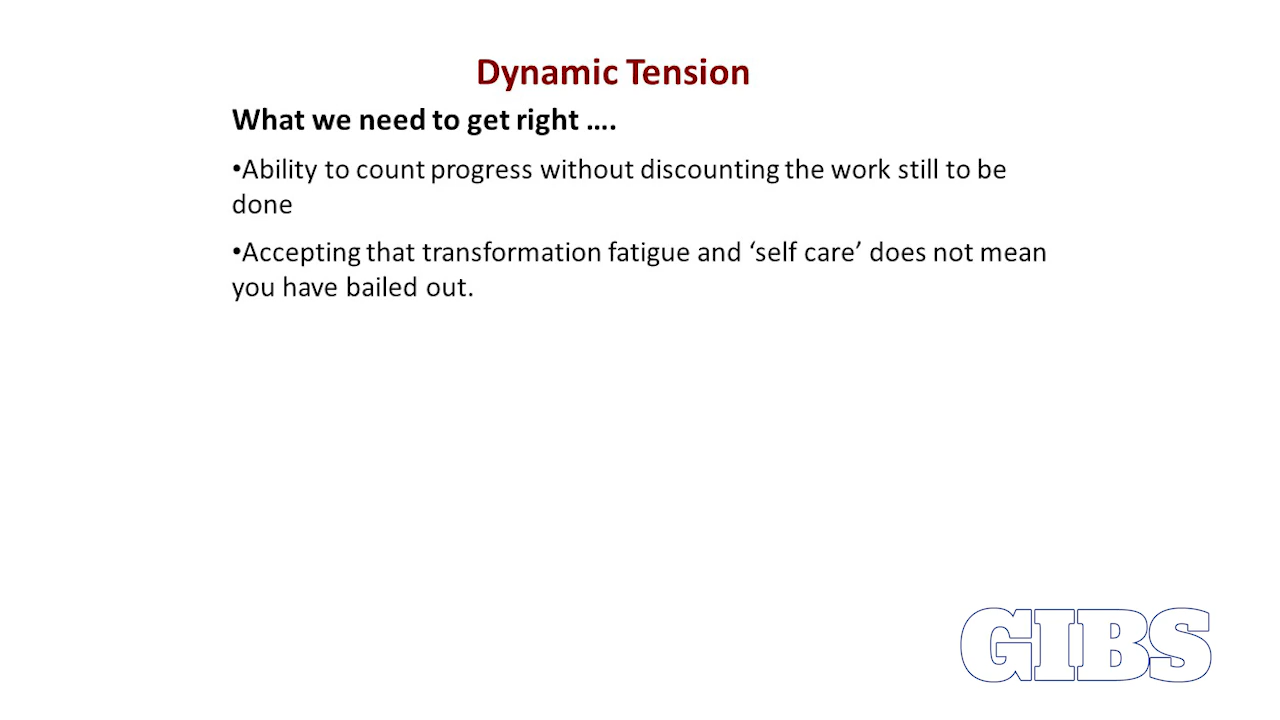 Dynamic Tension
What we need to get right ....
•Ability to count progress without discounting the work still to be
done
•Accepting that transformation fatigue and ‘self care’ does not mean
you have bailed out.
GIBS